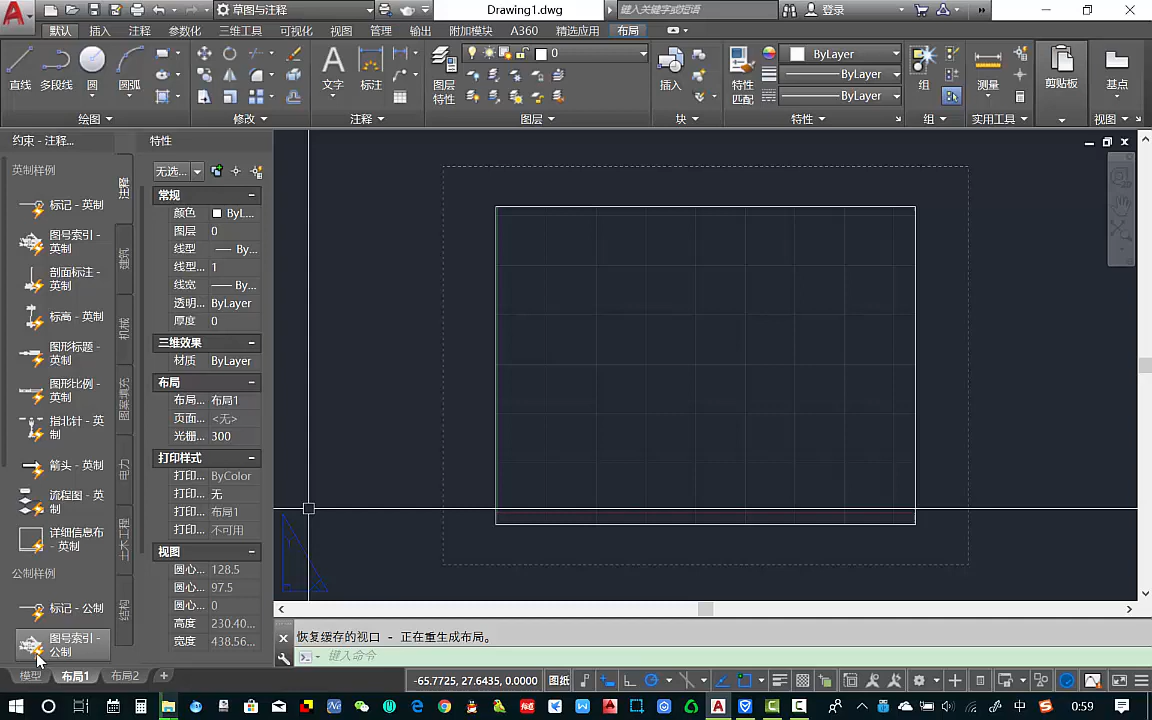 草图与注释
Drawing1.dwg
键入关键字或短语
登录
默认 插入 注释 参数化 三维工具 可视化 视图 管理 输出 附加模块 A360 精选应用 布局
0
ByLayer
ByLayer
ByLayer
直线 多段线 圆 圆弧
文字 标注
图层
特性
插入
特性
匹配
组
测量
剪贴板
基点
绘图 修改 注释 图层 块 特性 组 实用工具 视图
约束 - 注释...
特性
英制样例
标记 - 英制
图号索引 -
英制
剖面标注 -
英制
标高 - 英制
图形标题 -
英制
图形比例 -
英制
指北针 - 英
制
箭头 - 英制
流程图 - 英
制
详细信息布
- 英制
公制样例
标记 - 公制
图号索引 -
公制
注释
建筑
机械
图案填充
电力
土木工程
结构
无选...
常规
颜色 ByL...
图层 0
线型 By...
线型... 1
线宽 By...
透明... ByLayer
厚度 0
三维效果
材质 ByLayer
布局
布局... 布局1
页面... <无>
光栅... 300
打印样式
打印... ByColor
打印... 无
打印... 布局1
打印... 不可用
视图
圆心... 128.5
圆心... 97.5
圆心... 0
高度 230.40...
宽度 438.56...
恢复缓存的视口 - 正在重生成布局。
键入命令
模型 布局1 布局2 +
-65.7725, 27.6435, 0.0000 图纸
中
0:59